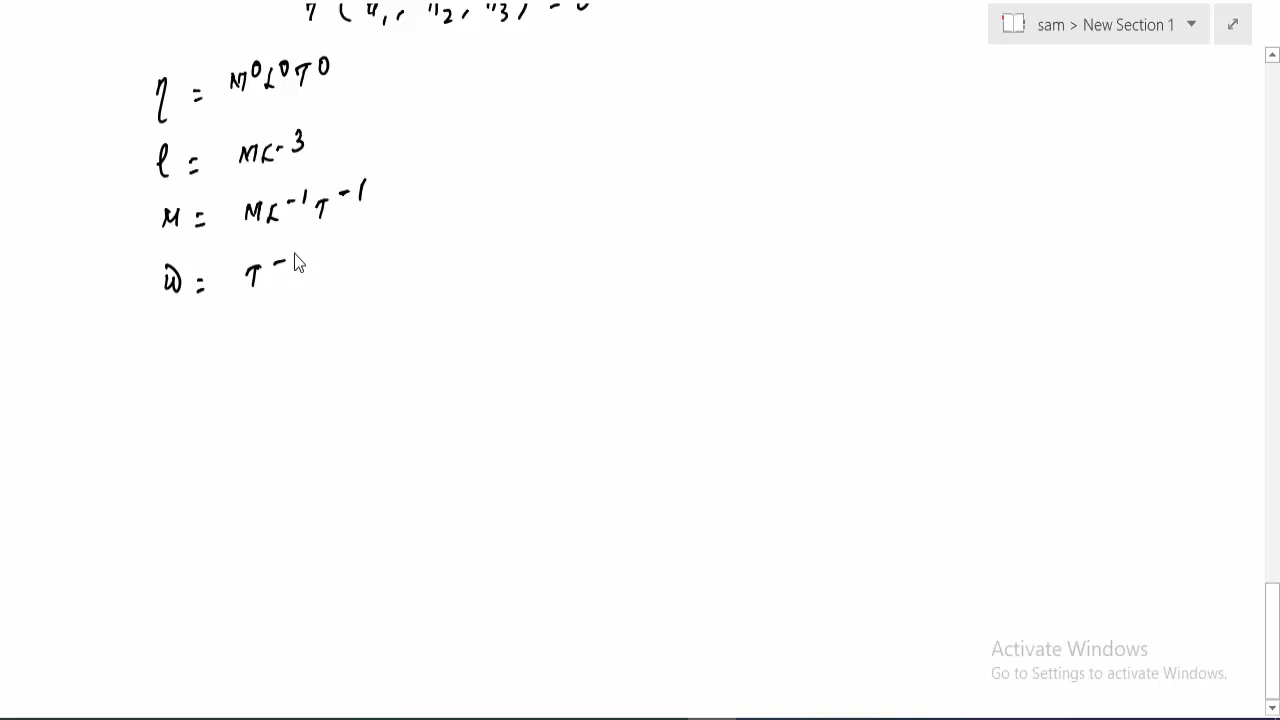 sam > New Section 1
η = M⁰L⁰T⁰
ρ = ML⁻³
μ = ML⁻¹T⁻¹
ω = T⁻
Activate Windows
Go to Settings to activate Windows.